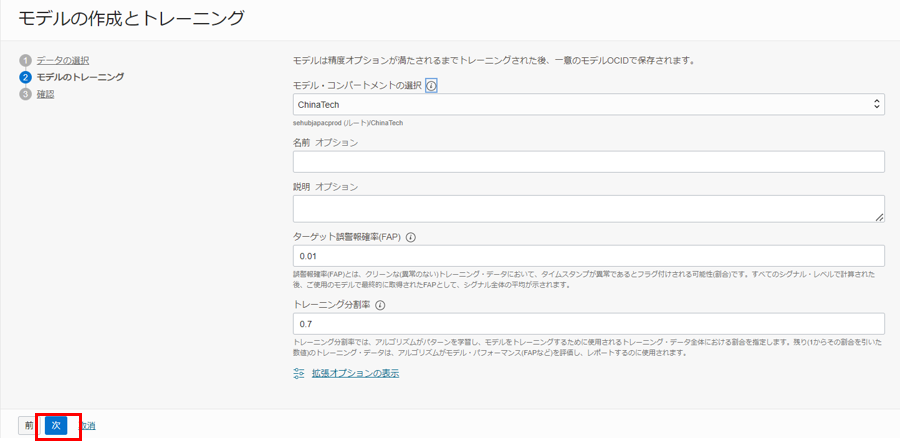 モデルの作成とトレーニング
1 データの選択
2 モデルのトレーニング
3 確認
モデルは精度オプションが満たされるまでトレーニングされた後、一意のモデルOCIDで保存されます。
モデル・コンパートメントの選択
ChinaTech
sehubjapacprod (ルート)/ChinaTech
名前 オプション
説明 オプション
ターゲット誤警報確率(FAP)
0.01
誤警報確率(FAP)とは、クリーンな(異常のない)トレーニング・データにおいて、タイムスタンプが異常であるとフラグ付けされる可能性(割合)です。すべてのシグナル・レベルで計算された
後、ご使用のモデルで最終的に取得されたFAPとして、シグナル全体の平均が示されます。
トレーニング分割率
0.7
トレーニング分割率では、アルゴリズムがパターンを学習し、モデルをトレーニングするために使用されるトレーニング・データ全体における割合を指定します。残り(1からその割合を引いた
数値)のトレーニング・データは、アルゴリズムがモデル・パフォーマンス(FAPなど)を評価し、レポートするのに使用されます。
拡張オプションの表示
前 次 取消